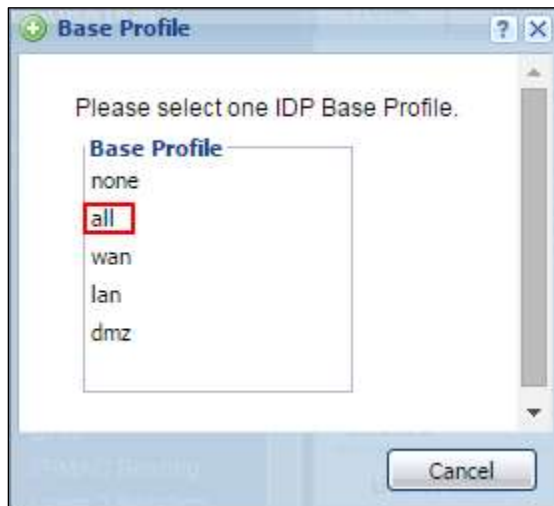 Base Profile
?
Please select one IDP Base Profile.
Base Profile
none
all
wan
lan
dmz
Cancel